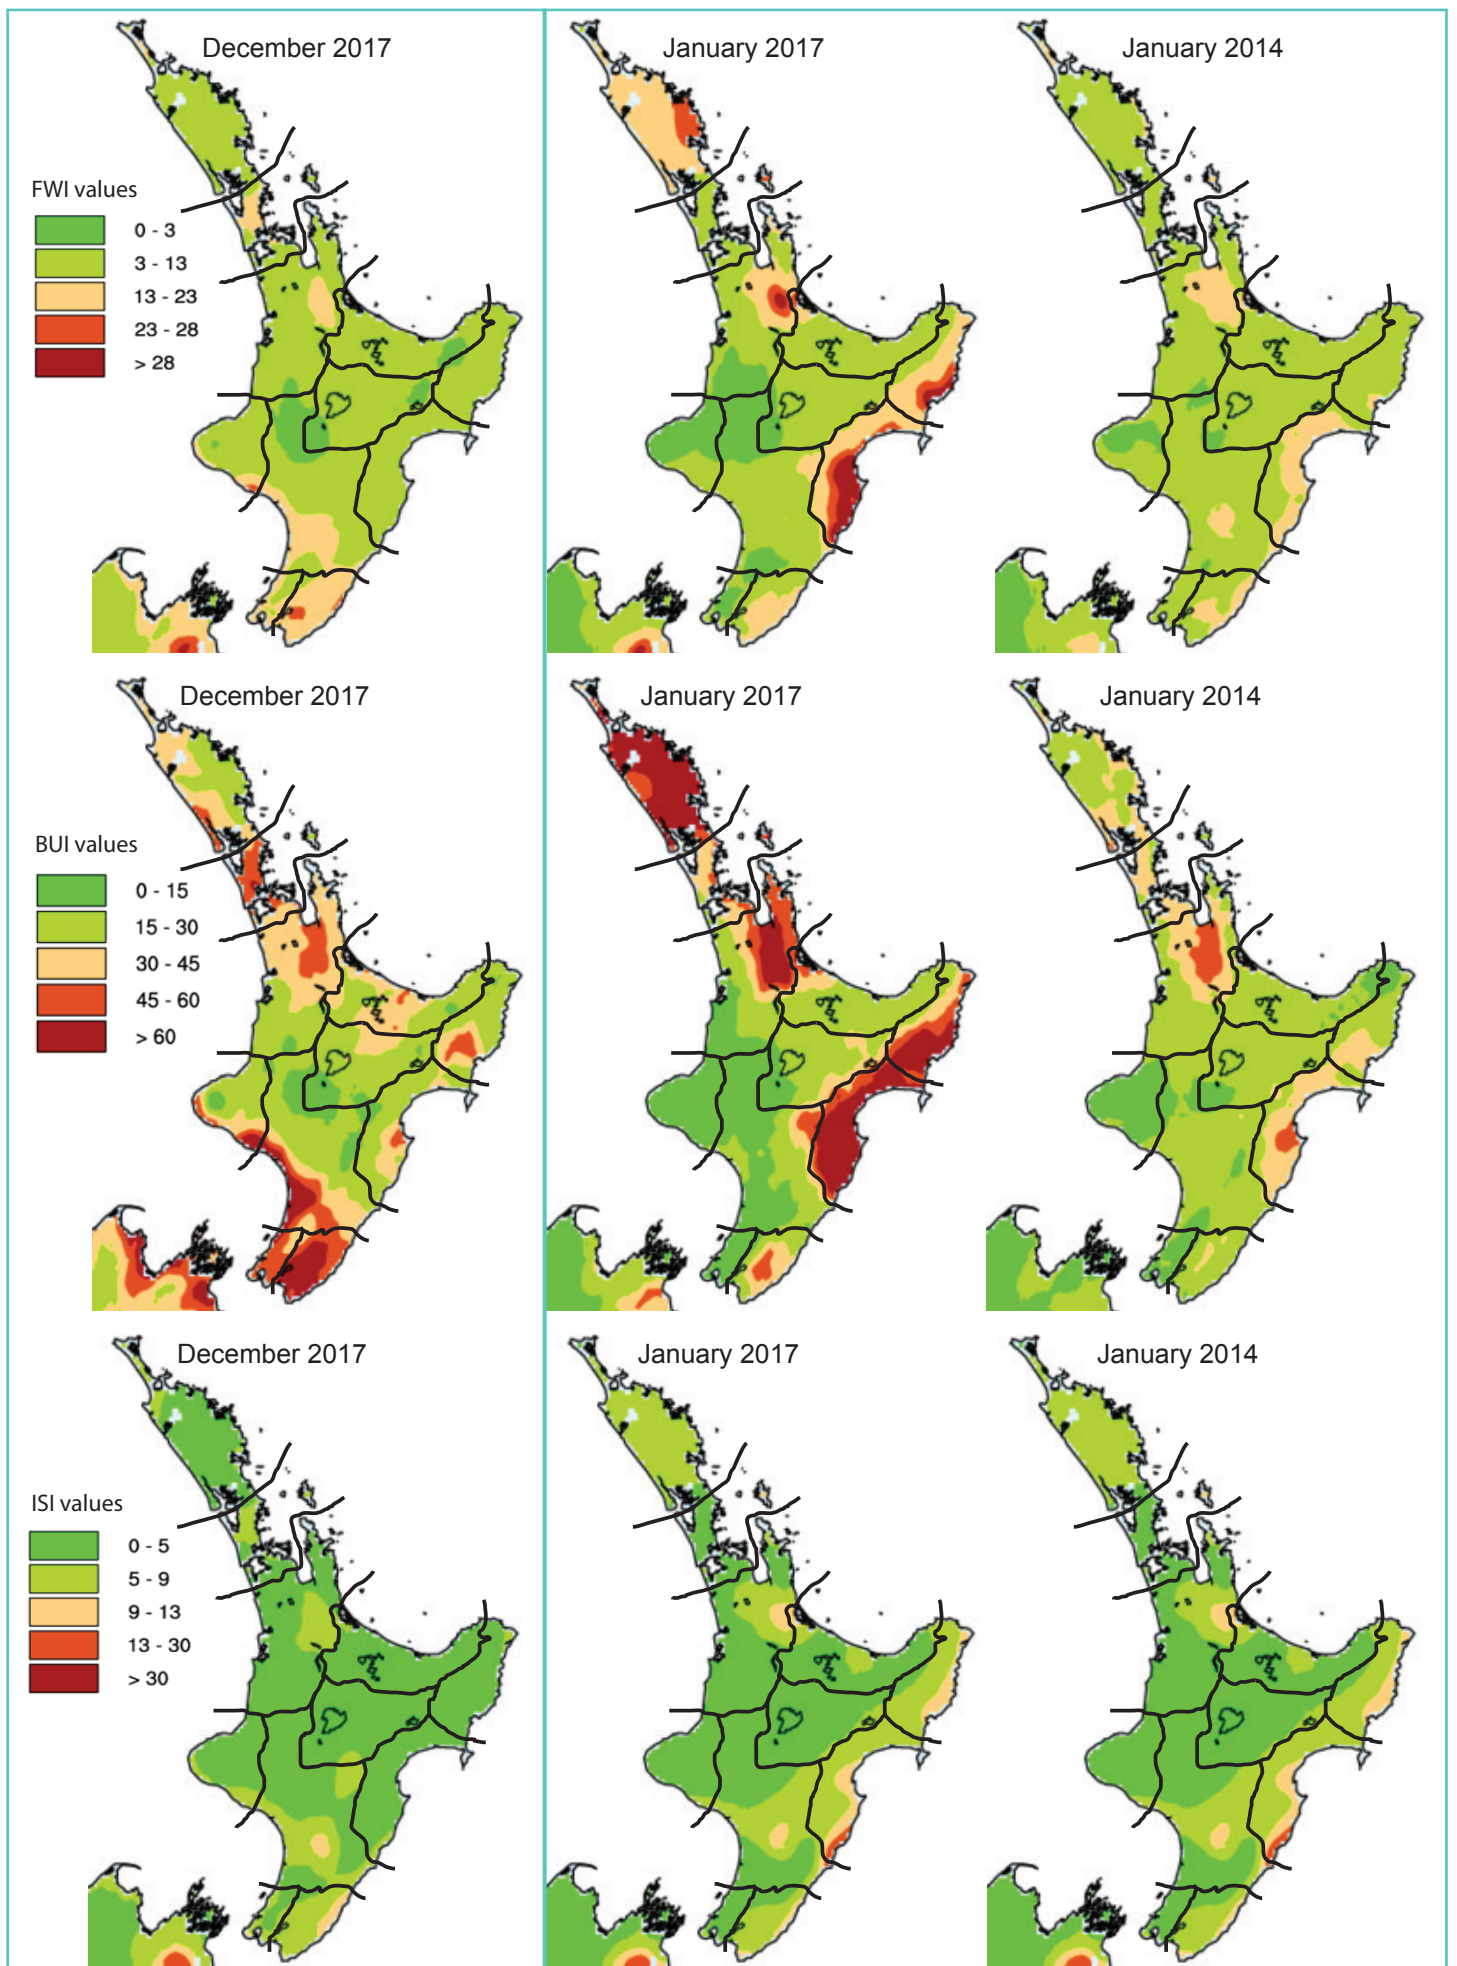 December 2017
January 2017
January 2014
FWI values
0 - 3
3 - 13
13 - 23
23 - 28
> 28
December 2017
January 2017
January 2014
BUI values
0 - 15
15 - 30
30 - 45
45 - 60
> 60
December 2017
January 2017
January 2014
ISI values
0 - 5
5 - 9
9 - 13
13 - 30
> 30